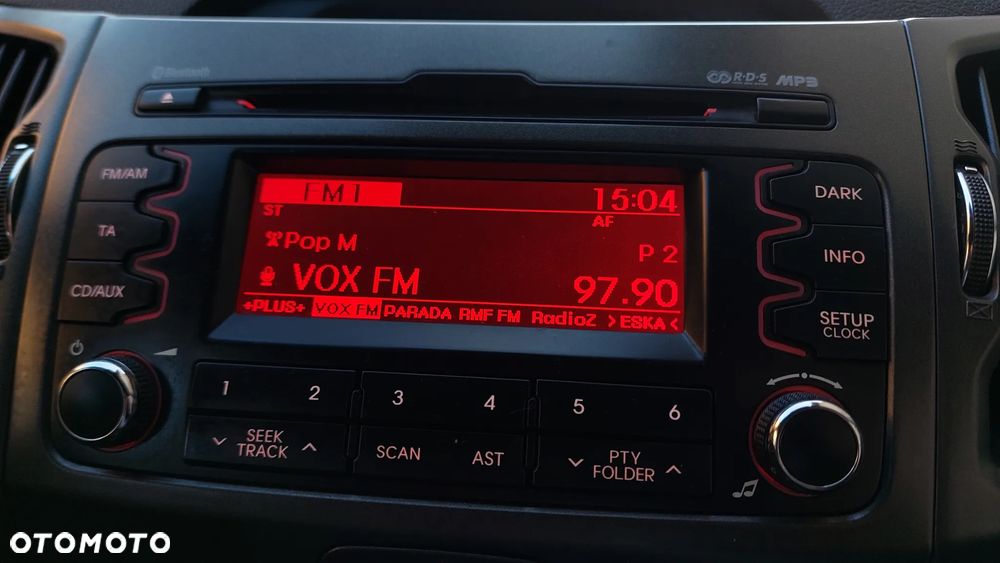 Bluetooth
R·D·S MP3
FM/AM
TA
CD/AUX
FM1 15:04
ST AF
Pop M P 2
VOX FM 97.90
+PLUS+ VOX FM PARADA RMF FM RadioZ >ESKA<
DARK
INFO
SETUP
CLOCK
1 2 3 4 5 6
SEEK
TRACK
SCAN
AST
PTY
FOLDER
OTOMOTO